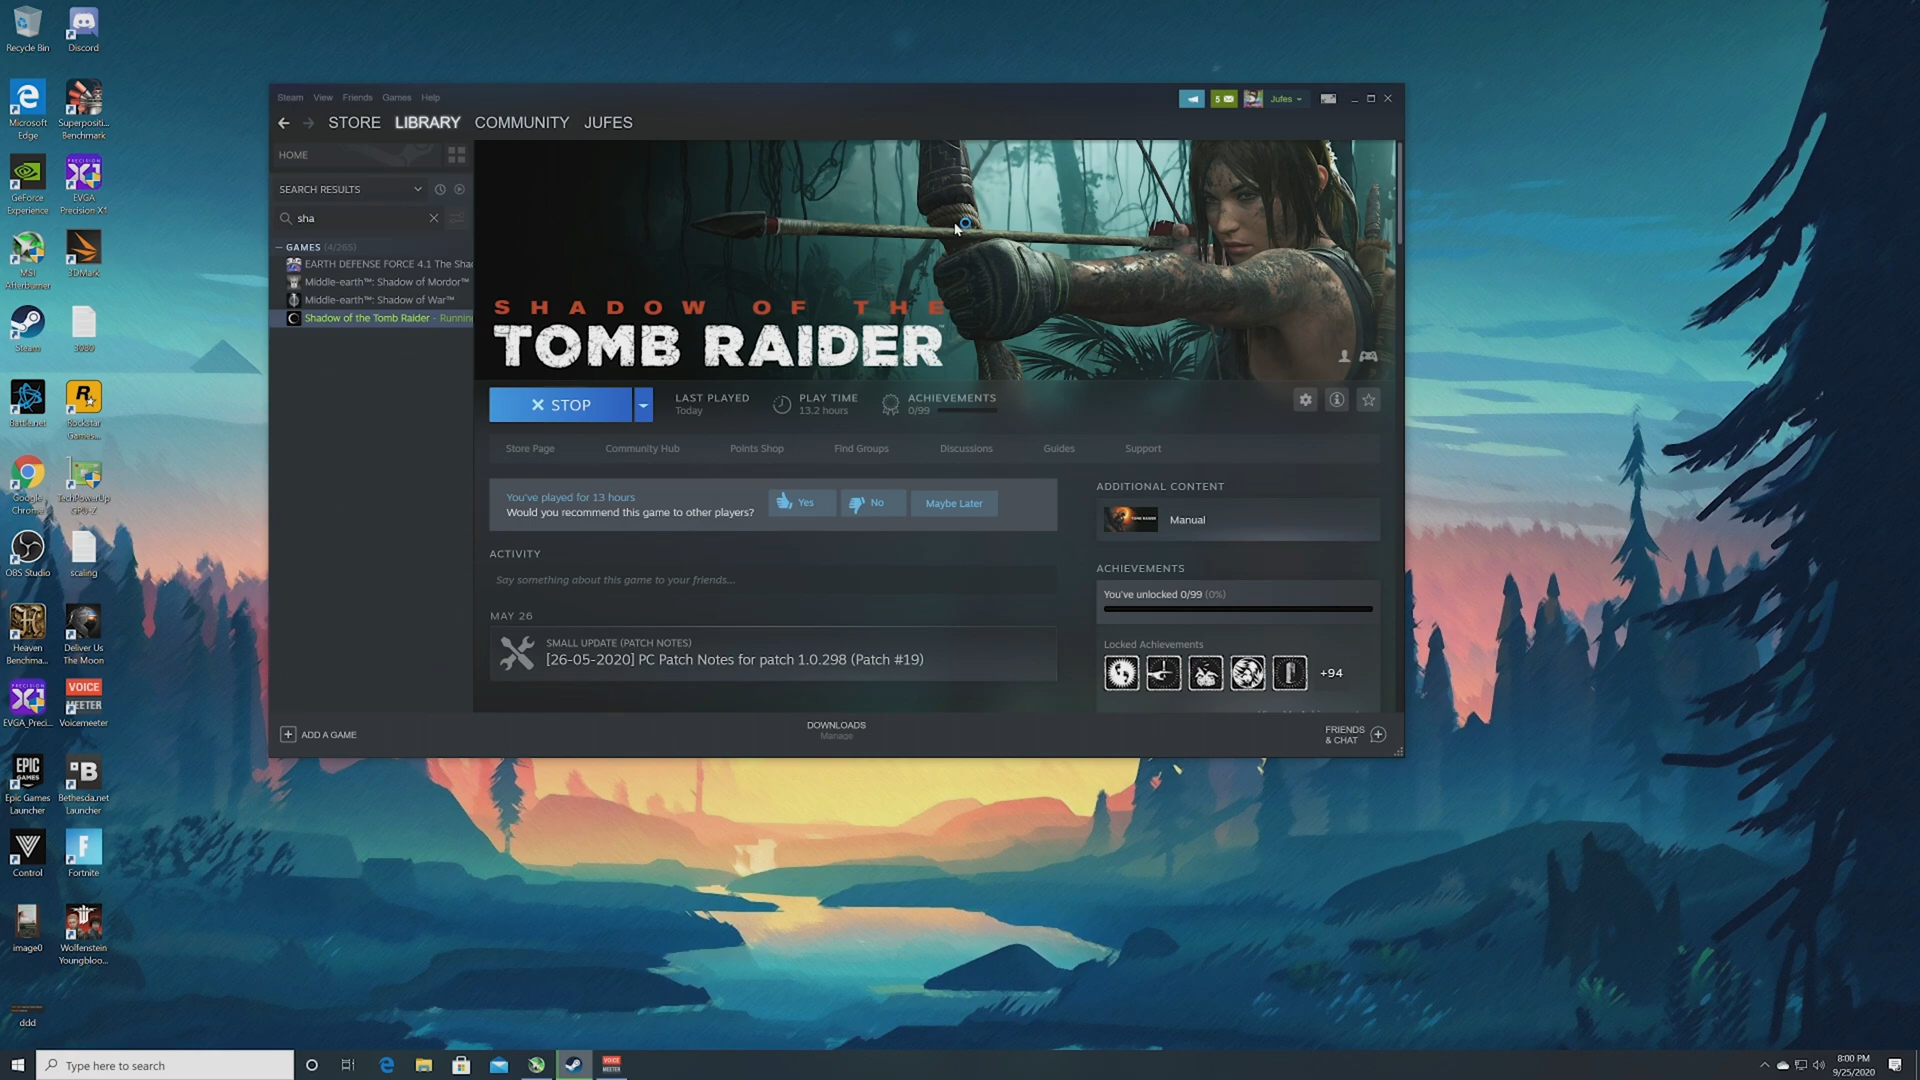 Recycle Bin
Discord
Microsoft Edge
Superpositi... Benchmark
GeForce Experience
EVGA Precision X1
MSI Afterburner
3DMark
Steam
3080
Battle.net
Rockstar Games...
Google Chrome
TechPowerUp GPU-Z
OBS Studio
scaling
Heaven Benchma...
Deliver Us The Moon
EVGA_Preci...
Voicemeeter
Epic Games Launcher
Bethesda.net Launcher
Control
Fortnite
image0
Wolfenstein Youngbloo...
ddd
Steam View Friends Games Help
5
Jufes
STORE LIBRARY COMMUNITY JUFES
HOME
SEARCH RESULTS
sha
GAMES (4/265)
EARTH DEFENSE FORCE 4.1 The Sha
Middle-earth™: Shadow of Mordor™
Middle-earth™: Shadow of War™
Shadow of the Tomb Raider - Runnin
SHADOW OF THE
TOMB RAIDER
STOP
LAST PLAYED
Today
PLAY TIME
13.2 hours
ACHIEVEMENTS
0/99
Store Page Community Hub Points Shop Find Groups Discussions Guides Support
You've played for 13 hours
Would you recommend this game to other players?
Yes
No
Maybe Later
ACTIVITY
Say something about this game to your friends...
MAY 26
SMALL UPDATE (PATCH NOTES)
[26-05-2020] PC Patch Notes for patch 1.0.298 (Patch #19)
ADDITIONAL CONTENT
Manual
ACHIEVEMENTS
You've unlocked 0/99 (0%)
Locked Achievements
+94
ADD A GAME
DOWNLOADS
Manage
FRIENDS
& CHAT
Type here to search
8:00 PM
9/25/2020